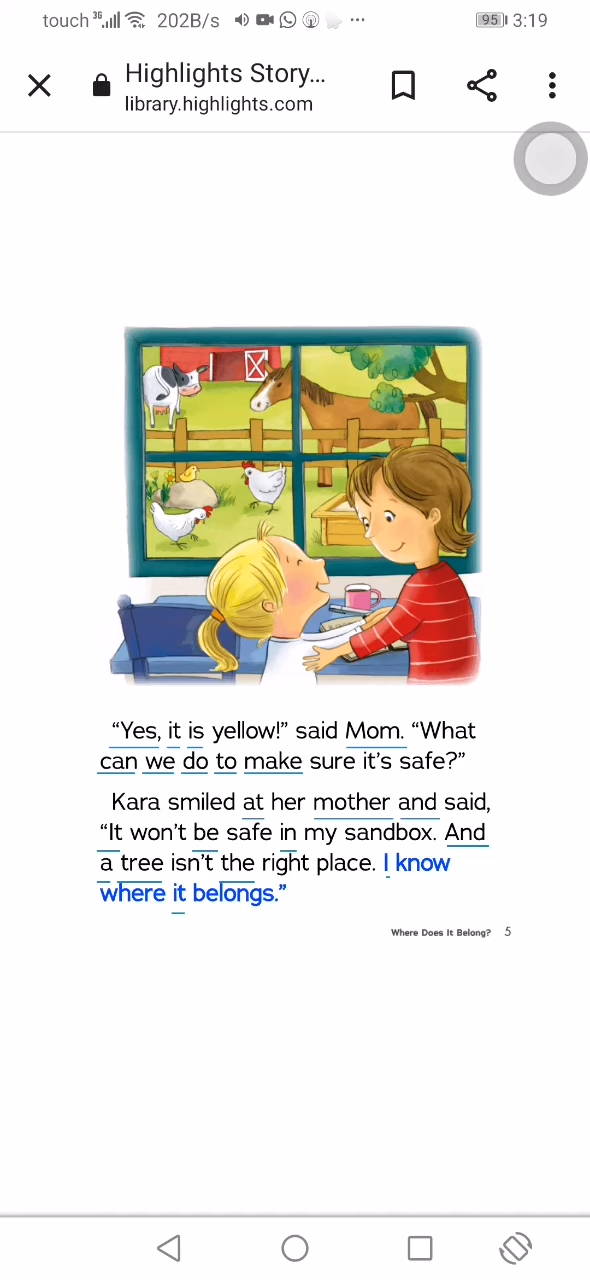 touch 3G 202B/s 95 3:19
Highlights Story...
library.highlights.com
“Yes, it is yellow!” said Mom. “What
can we do to make sure it’s safe?”
Kara smiled at her mother and said,
“It won’t be safe in my sandbox. And
a tree isn’t the right place. I know
where it belongs.”
Where Does It Belong? 5